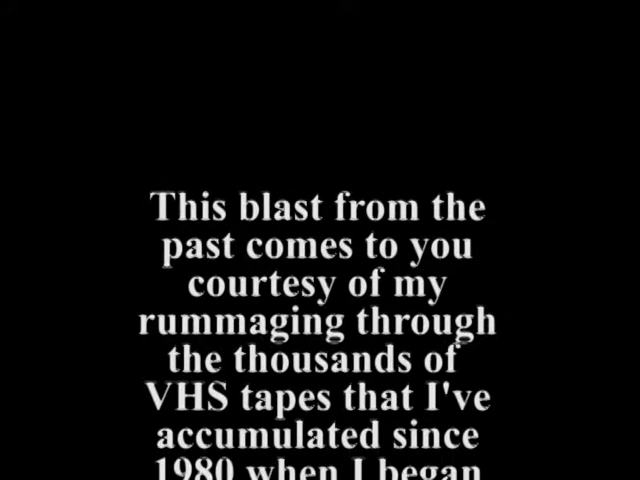 This blast from the
past comes to you
courtesy of my
rummaging through
the thousands of
VHS tapes that I've
accumulated since
1980 when I began